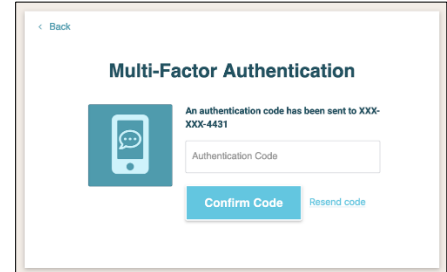 < Back
Multi-Factor Authentication
An authentication code has been sent to XXX-
XXX-4431
Authentication Code
Confirm Code
Resend code